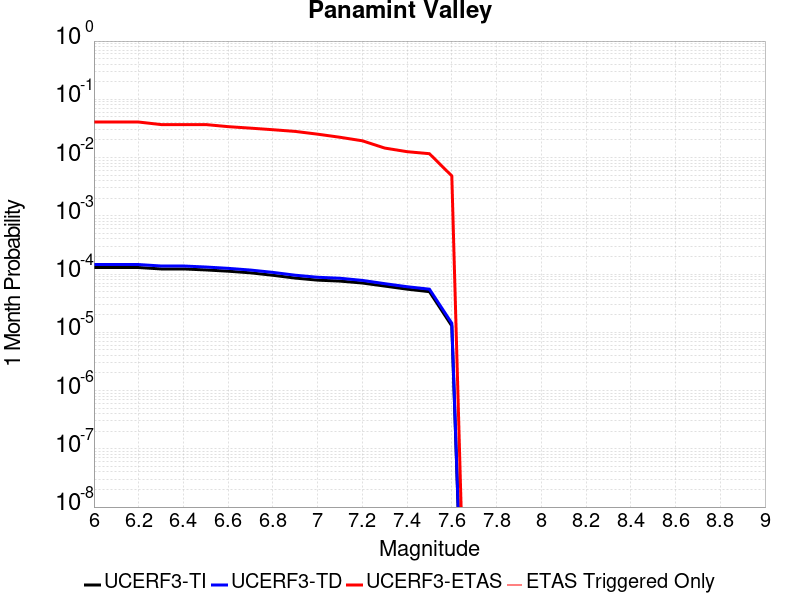 Panamint Valley
10^0
10^-1
10^-2
10^-3
10^-4
10^-5
10^-6
10^-7
10^-8
1 Month Probability
6 6.2 6.4 6.6 6.8 7 7.2 7.4 7.6 7.8 8 8.2 8.4 8.6 8.8 9
Magnitude
UCERF3-TI UCERF3-TD UCERF3-ETAS ETAS Triggered Only